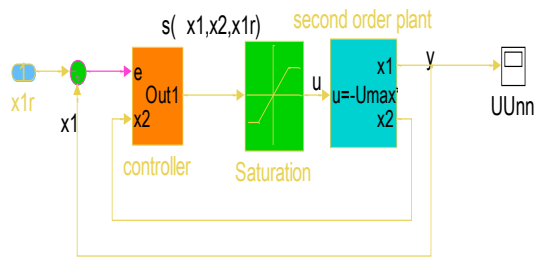 s( x1,x2,x1r)
second order plant
1
x1r
x1
e
Out1
x2
u
x1
u=-Umax*
x2
y
UUnn
controller
Saturation